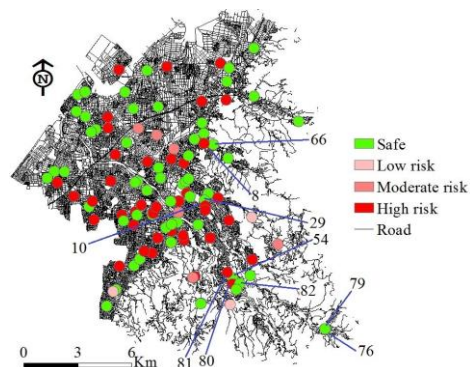 N
66
8
29
54
10
79
82
76
81
80
Safe
Low risk
Moderate risk
High risk
Road
0 3 6
Km